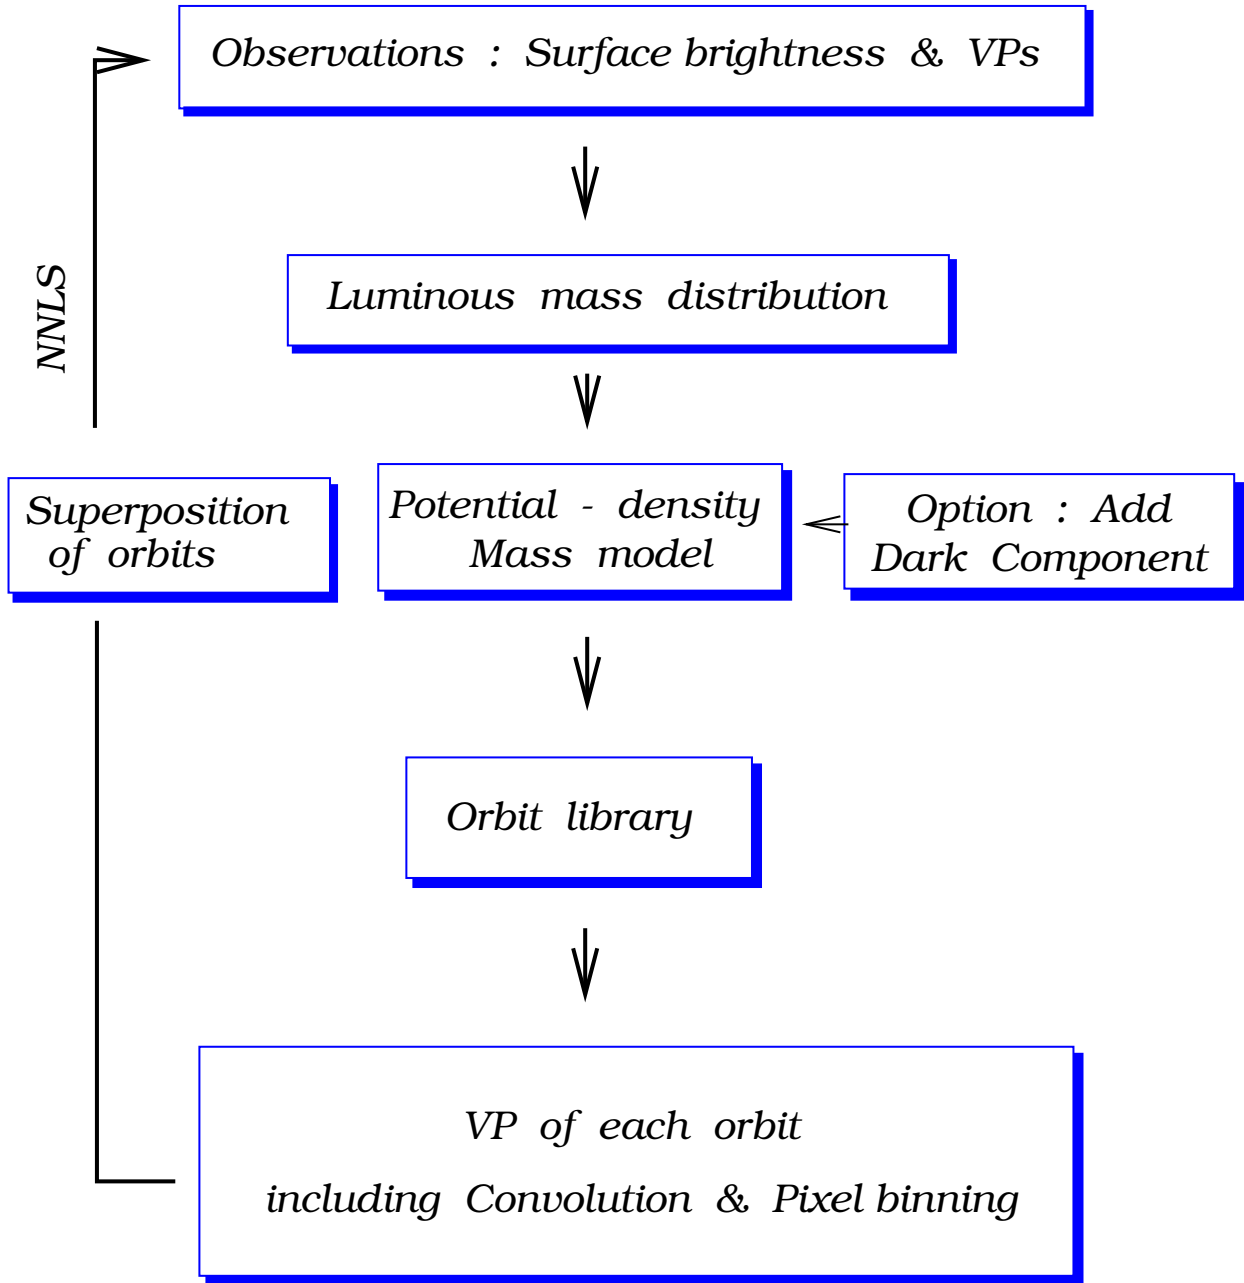 Observations : Surface brightness & VPs
Luminous mass distribution
NNLS
Superposition
of orbits
Potential - density
Mass model
Option : Add
Dark Component
Orbit library
VP of each orbit
including Convolution & Pixel binning